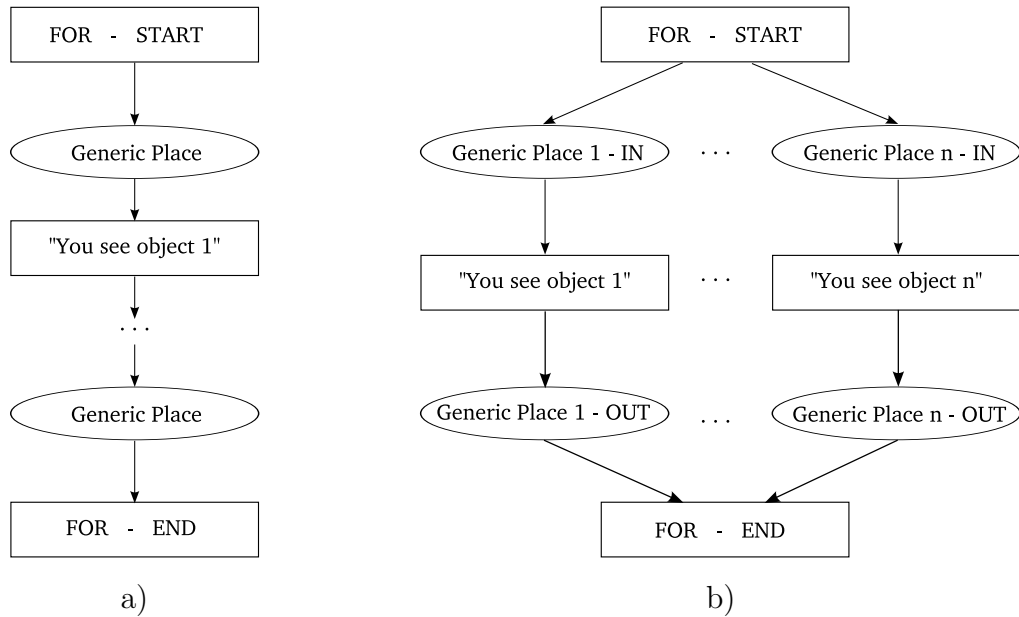 FOR - START
Generic Place
"You see object 1"
. . .
Generic Place
FOR - END
a)
FOR - START
Generic Place 1 - IN
. . .
Generic Place n - IN
"You see object 1"
. . .
"You see object n"
Generic Place 1 - OUT
. . .
Generic Place n - OUT
FOR - END
b)